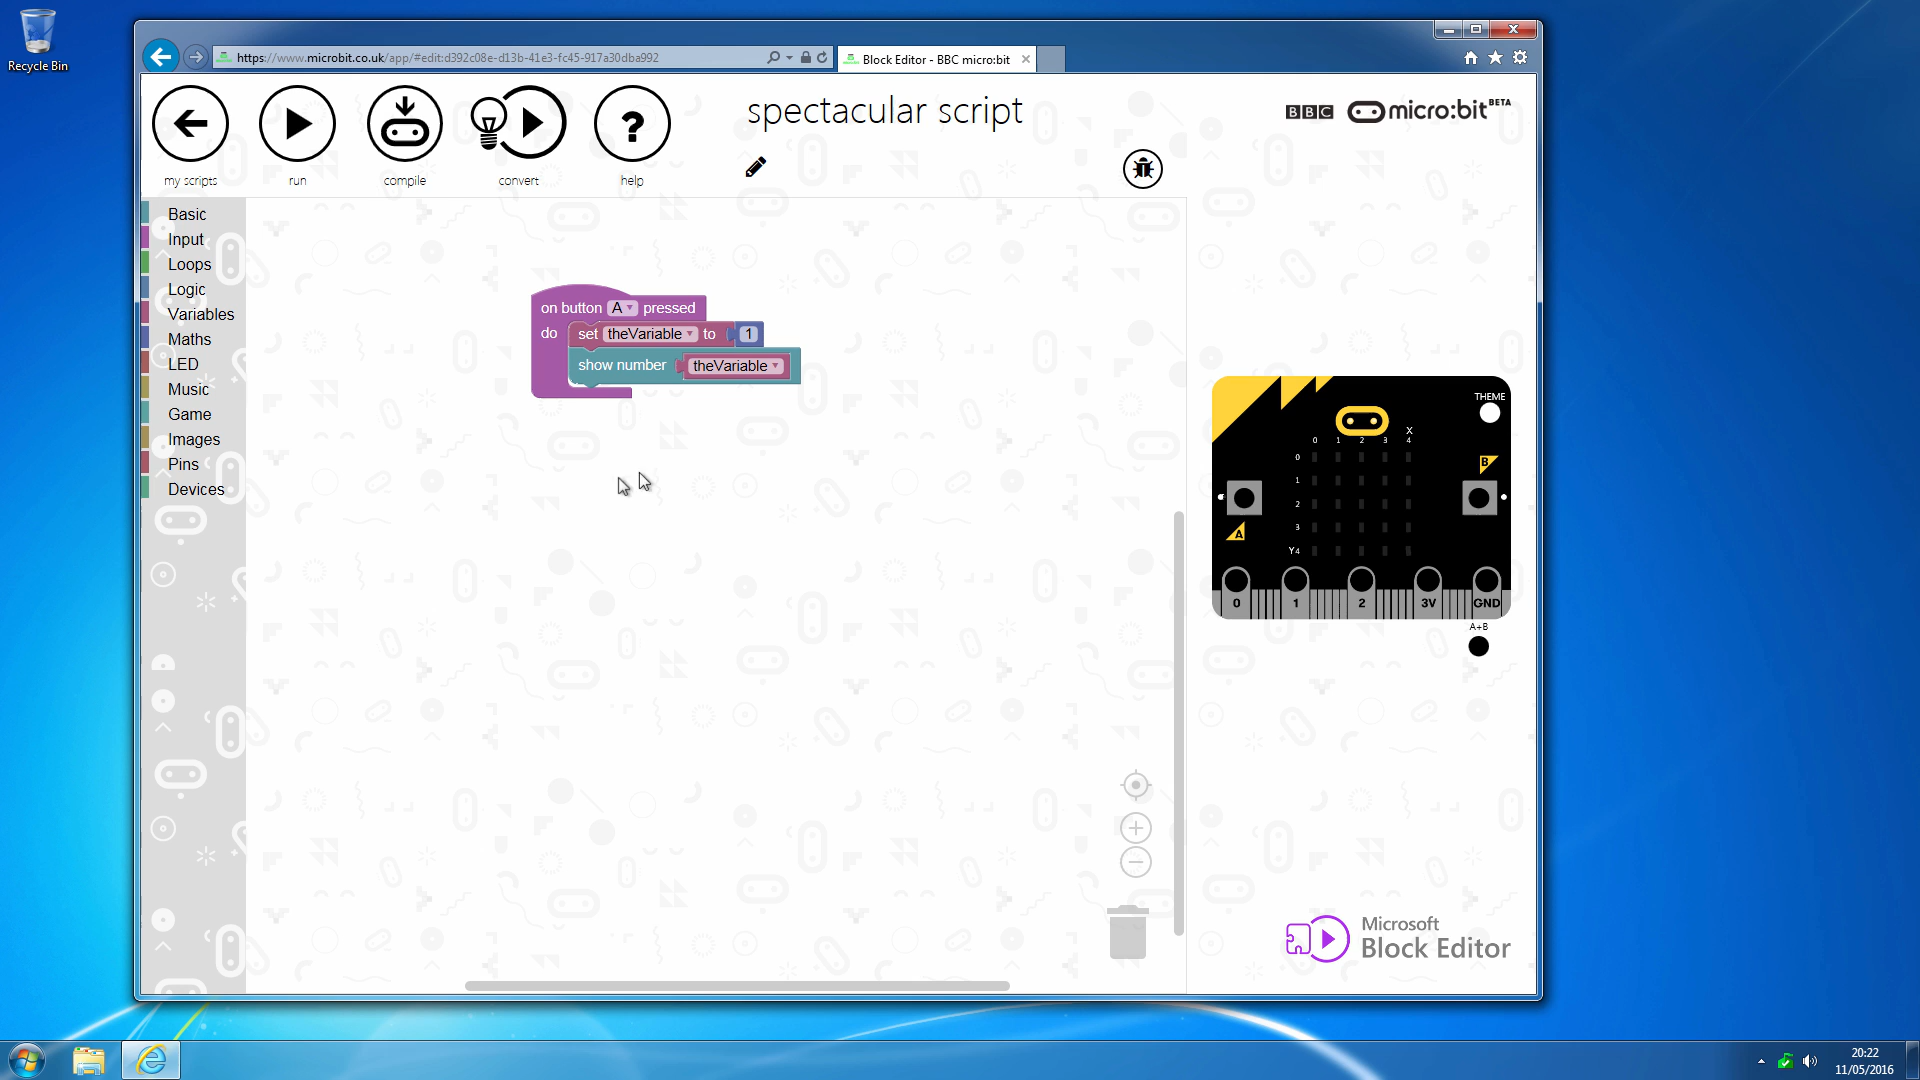 Recycle Bin
https://www.microbit.co.uk/app/#edit:d392c08e-d13b-41e3-fc45-917a30dba992
Block Editor - BBC micro:bit
my scripts
run
compile
convert
? help
spectacular script
BBC micro:bit BETA
Basic
Input
Loops
Logic
Variables
Maths
LED
Music
Game
Images
Pins
Devices
on button A pressed
do set theVariable to 1
show number theVariable
THEME
X
0 1 2 3 4
0
1
2
3
Y4
B
A
0 1 2 3V GND
A+B
Microsoft
Block Editor
20:22
11/05/2016